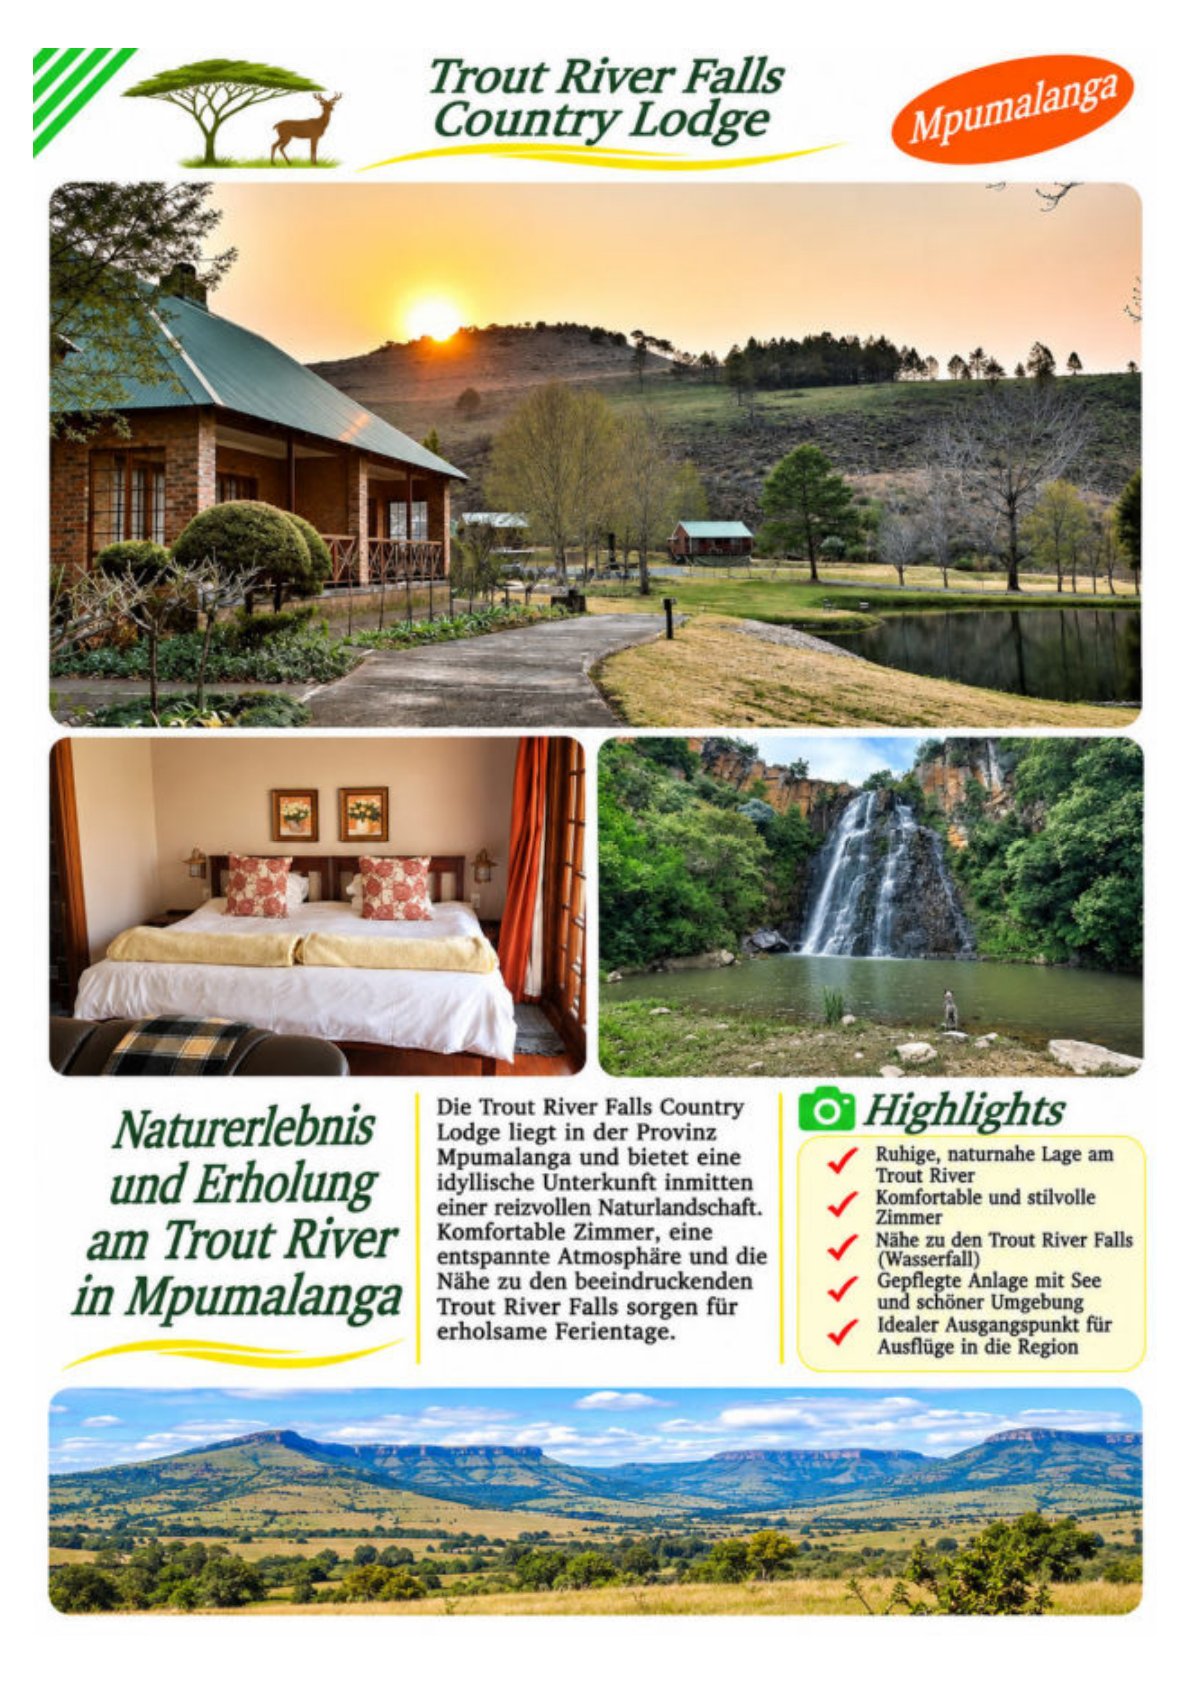 Trout River Falls
Country Lodge
Mpumalanga
Naturerlebnis
und Erholung
am Trout River
in Mpumalanga
Die Trout River Falls Country
Lodge liegt in der Provinz
Mpumalanga und bietet eine
idyllische Unterkunft inmitten
einer reizvollen Naturlandschaft.
Komfortable Zimmer, eine
entspannte Atmosphäre und die
Nähe zu den beeindruckenden
Trout River Falls sorgen für
erholsame Ferientage.
Highlights
Ruhige, naturnahe Lage am
Trout River
Komfortable und stilvolle
Zimmer
Nähe zu den Trout River Falls
(Wasserfall)
Gepflegte Anlage mit See
und schöner Umgebung
Idealer Ausgangspunkt für
Ausflüge in die Region